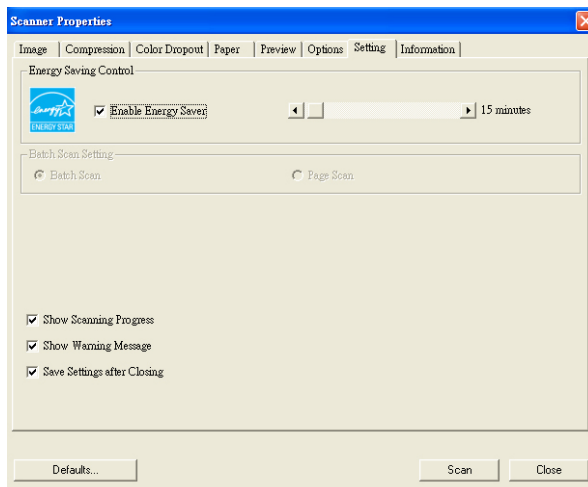 Scanner Properties
Image Compression Color Dropout Paper Preview Options Setting Information
Energy Saving Control
energy
ENERGY STAR
Enable Energy Saver
15 minutes
Batch Scan Setting
Batch Scan Page Scan
Show Scanning Progress
Show Warning Message
Save Settings after Closing
Defaults... Scan Close